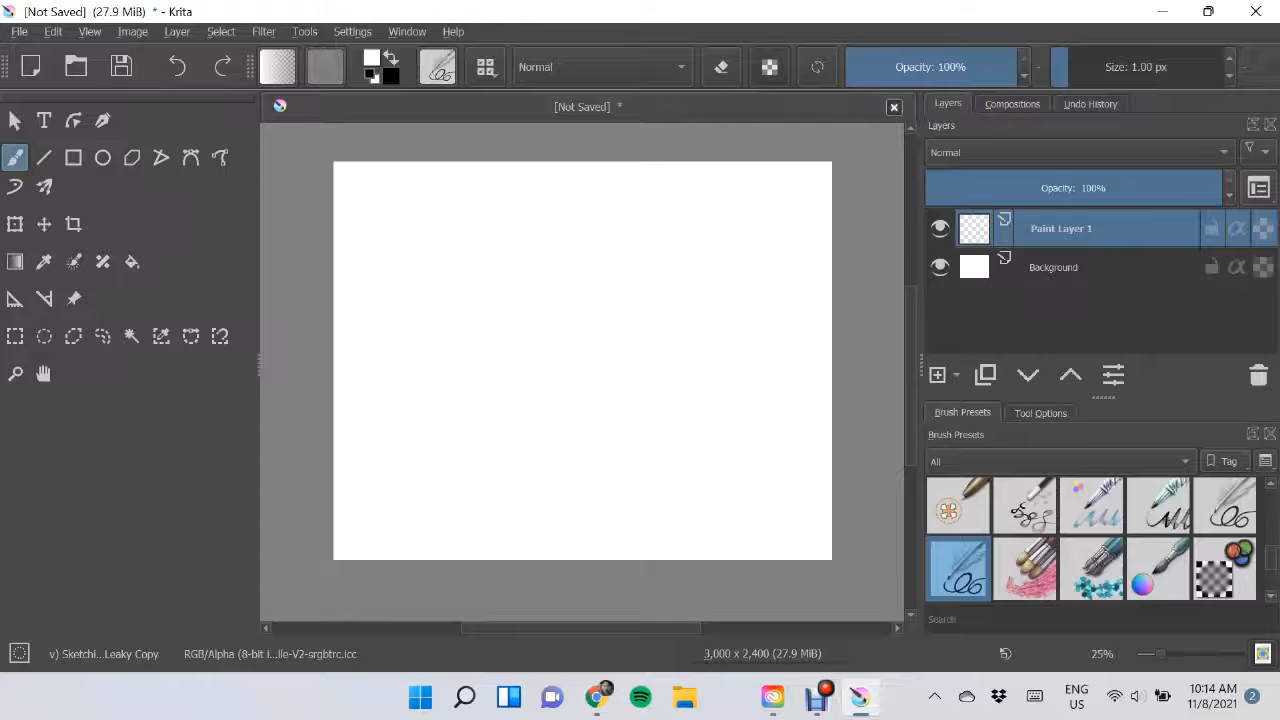 [Not Saved] (27.9 MiB) * - Krita
File Edit View Image Layer Select Filter Tools Settings Window Help
Normal
Opacity: 100%
Size: 1.00 px
[Not Saved] *
Layers Compositions Undo History
Layers
Normal
Opacity: 100%
Paint Layer 1
Background
Brush Presets Tool Options
Brush Presets
All
Tag
Search
v) Sketchi...Leaky Copy
RGB/Alpha (8-bit i...lle-V2-srgbtrc.icc
3,000 x 2,400 (27.9 MiB)
25%
ENG
US
10:14 AM
11/8/2021
2